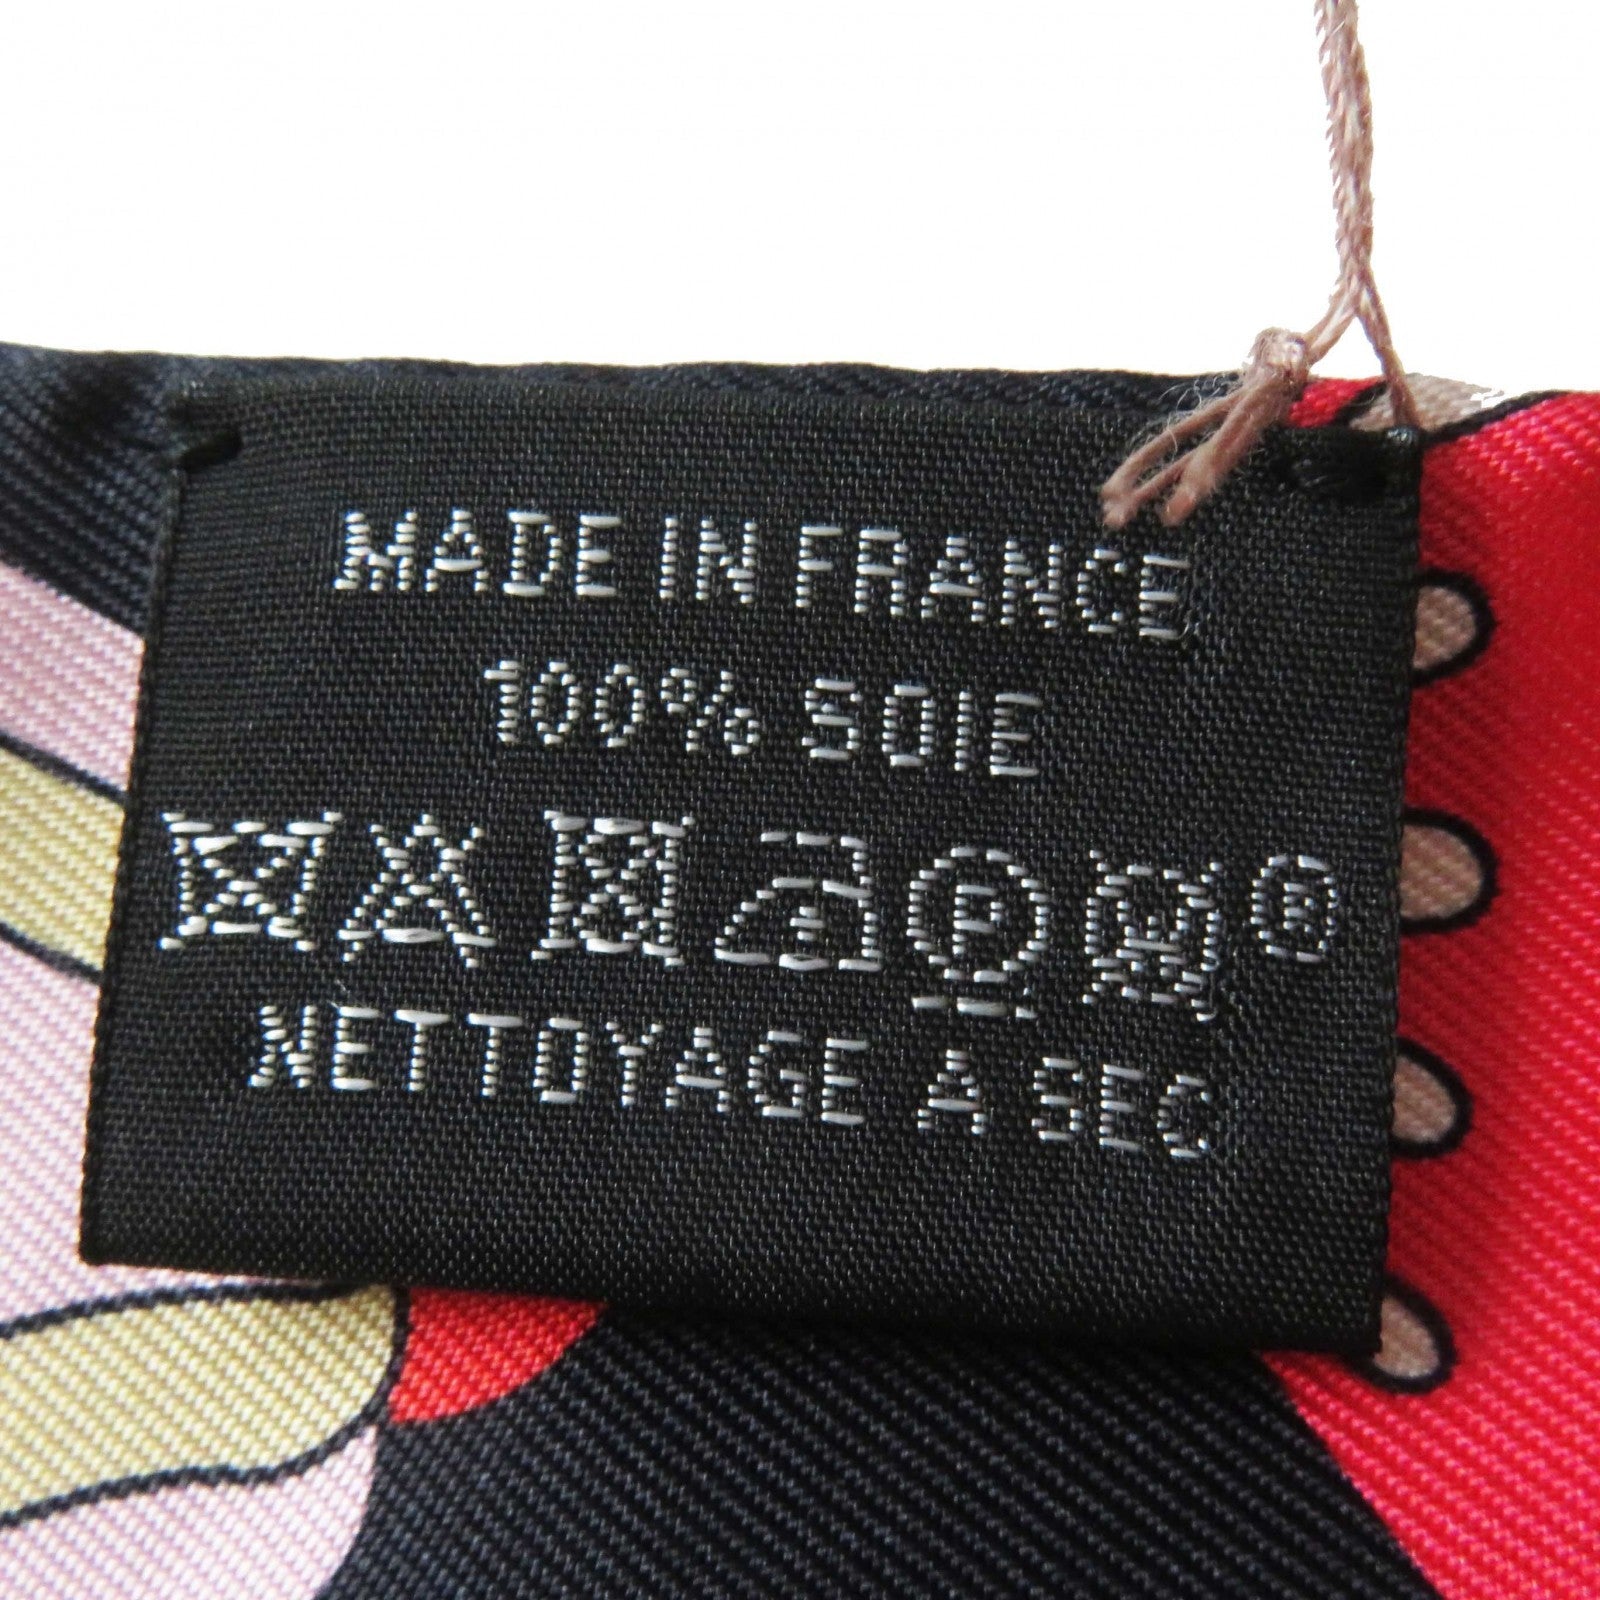 MADE IN FRANCE
100% SOIE
F W ®
NETTOYAGE A SEC